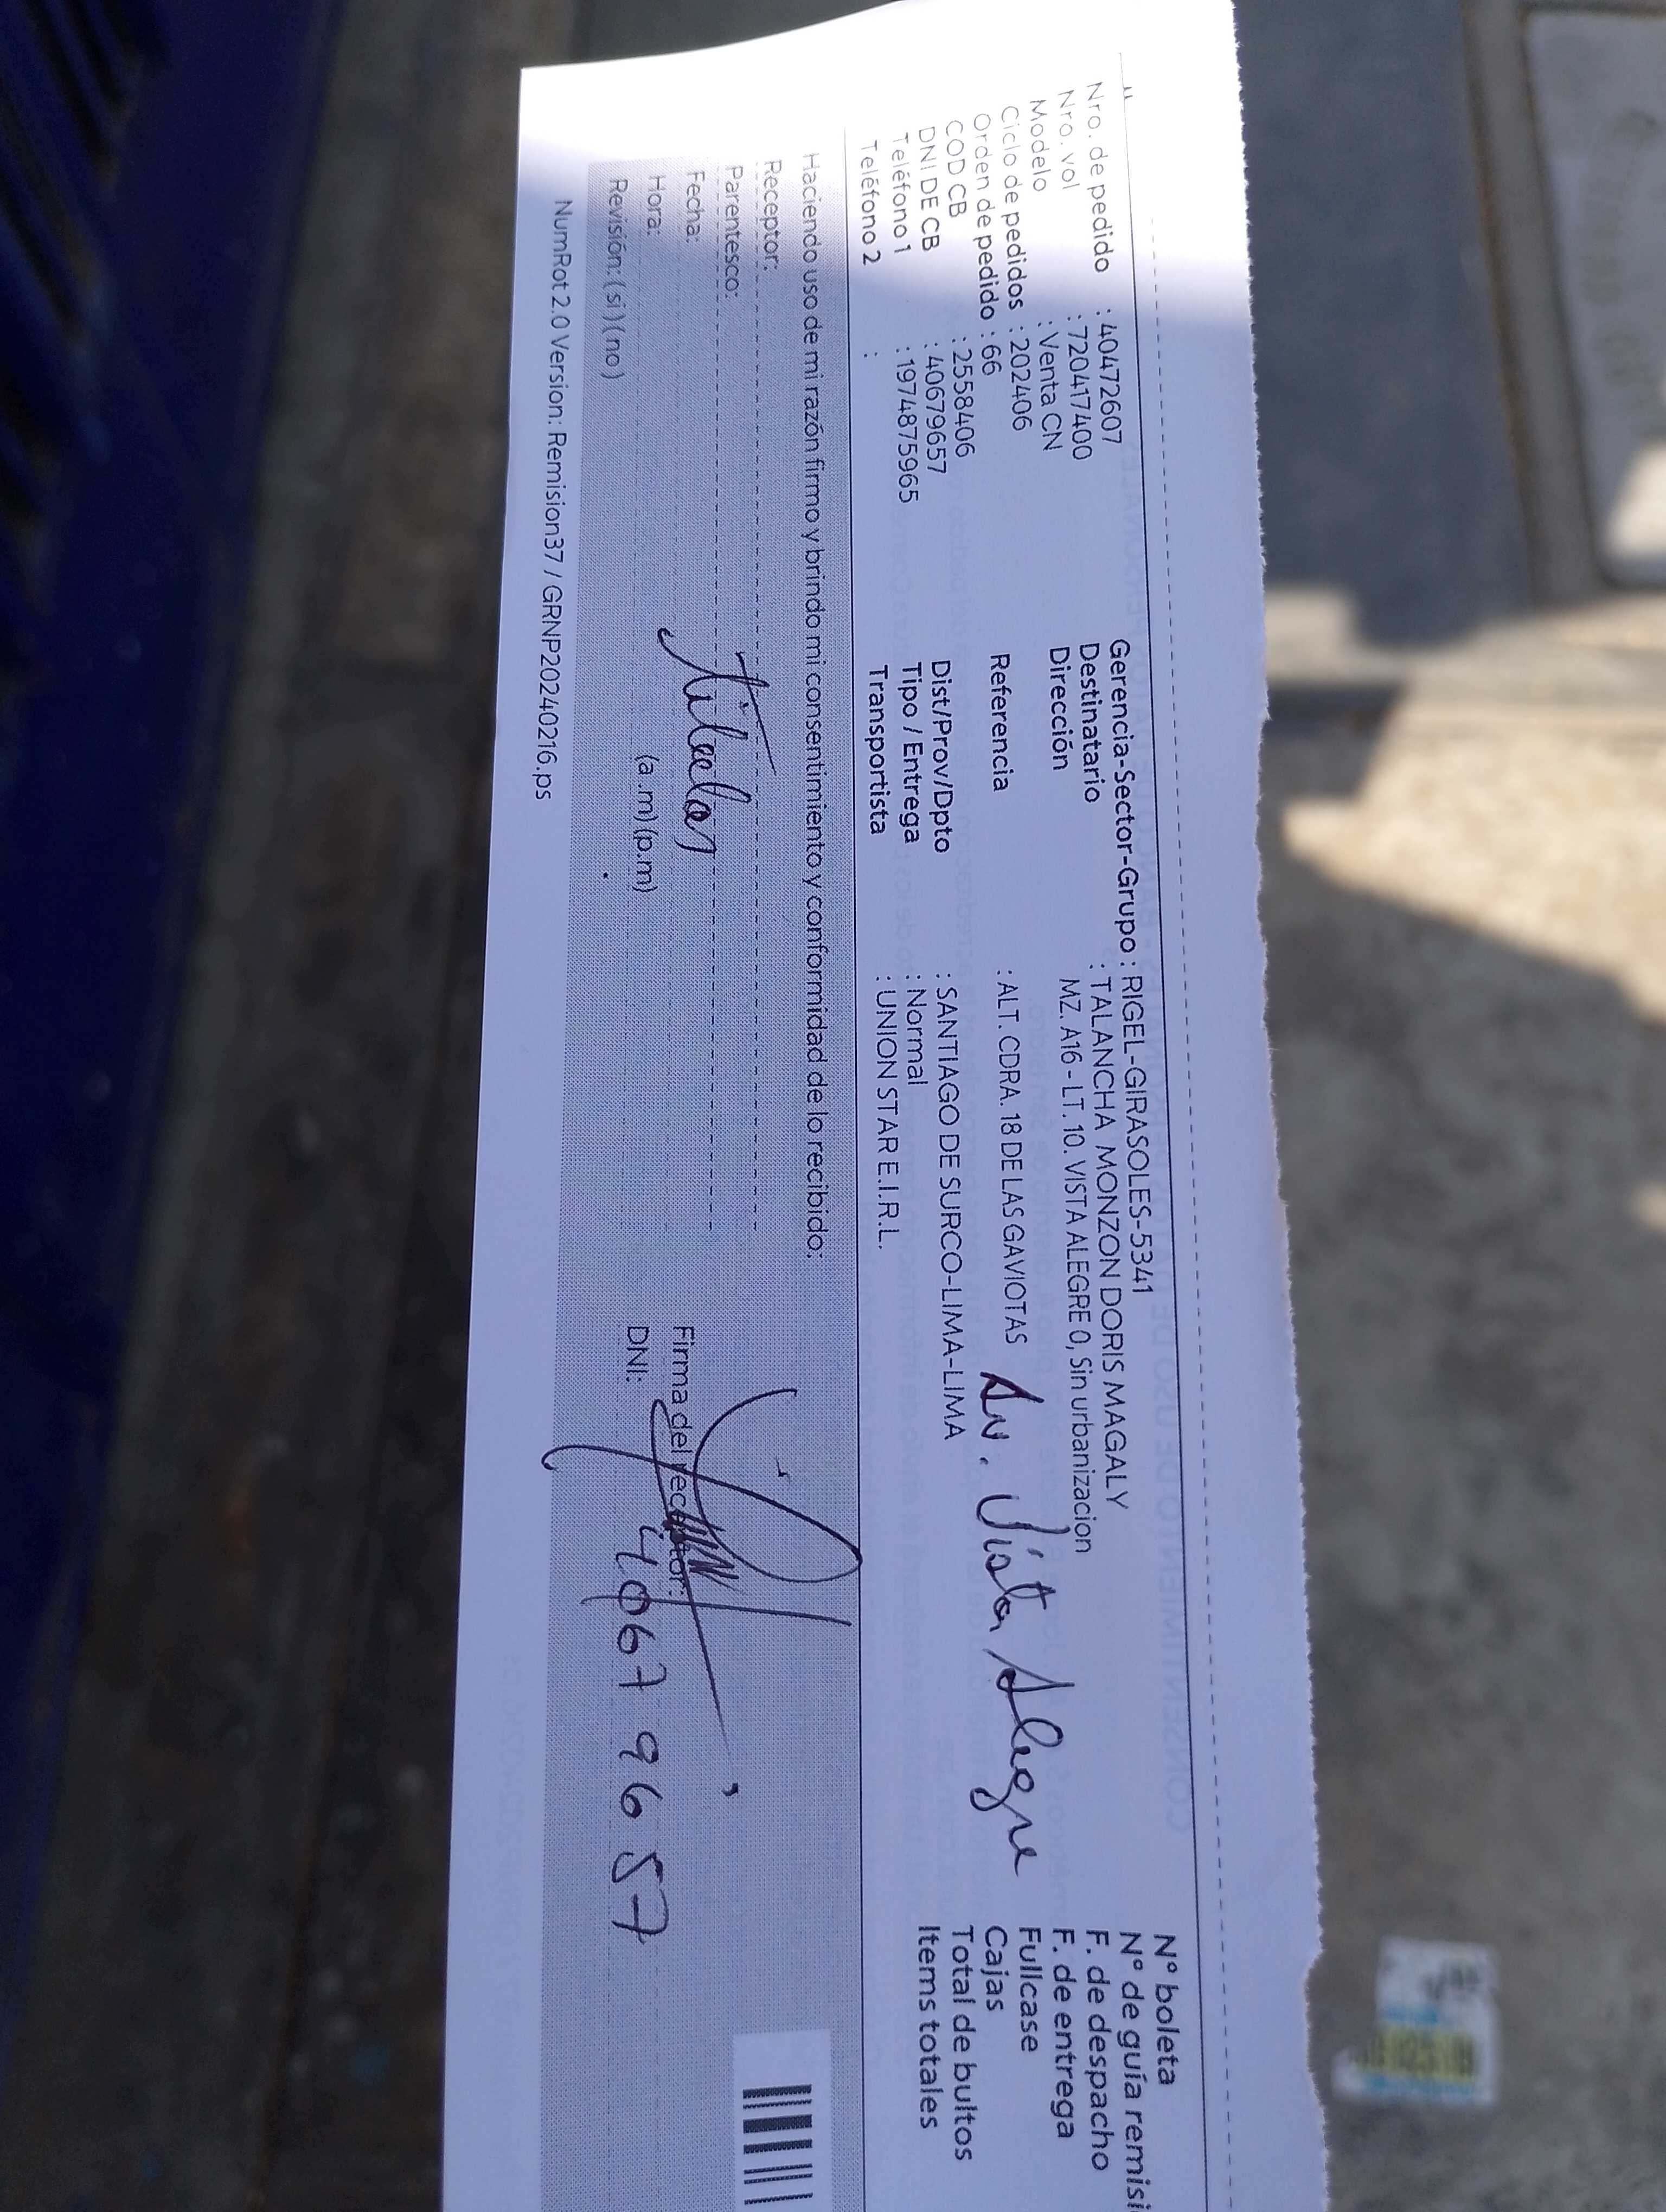 Nro. de pedido : 40472607
Nro. vol : 720417400
Modelo : Venta CN
Ciclo de pedidos : 202406
Orden de pedido : 66
COD CB : 2558406
DNI DE CB : 40679657
Teléfono 1 : 1974875965
Teléfono 2 :
Gerencia-Sector-Grupo : RIGEL-GIRASOLES-5341
Destinatario : TALANCHA MONZON DORIS MAGALY
Dirección MZ. A16 - LT. 10. VISTA ALEGRE 0, Sin urbanizacion
Referencia : ALT. CDRA. 18 DE LAS GAVIOTAS Av. Vista Alegre
Dist/Prov/Dpto : SANTIAGO DE SURCO-LIMA-LIMA
Tipo / Entrega : Normal
Transportista : UNION STAR E.I.R.L.
N° boleta
N° de guía remisi
F. de despacho
F. de entrega
Fullcase
Cajas
Total de bultos
Items totales
Haciendo uso de mi razón firmo y brindo mi consentimiento y conformidad de lo recibido:
Receptor:
Parentesco: Titular
Fecha:
Hora: (a.m) (p.m)
Revisión: (si) (no)
Firma del receptor:
DNI: 40679657
NumRot 2.0 Version: Remision37 / GRNP20240216.ps